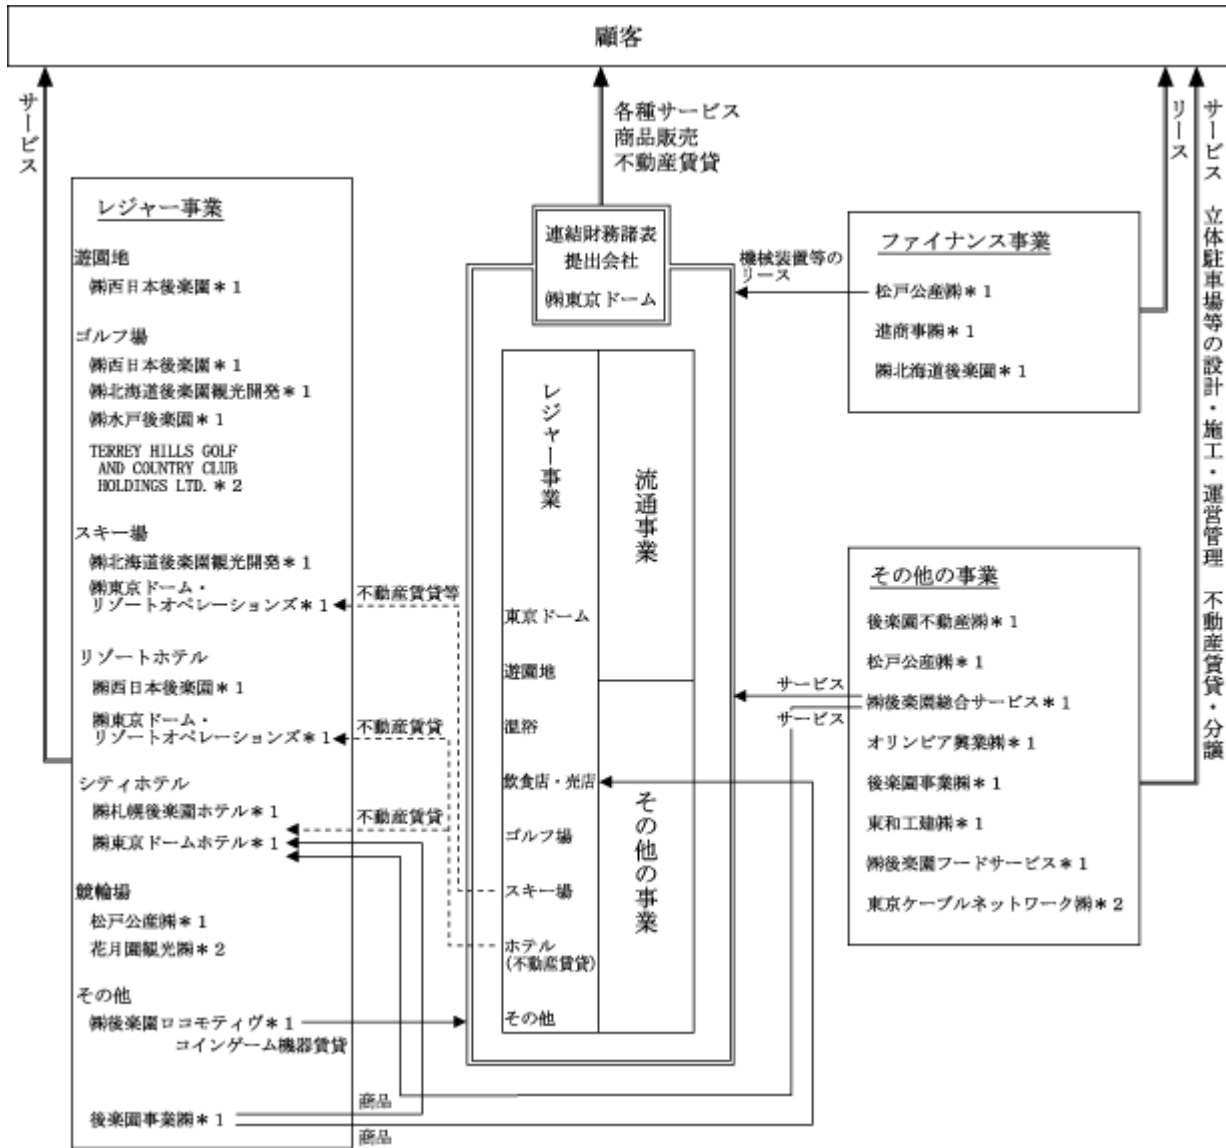 顧客
サービス
各種サービス
商品販売
不動産賃貸
リース
サービス 立体駐車場等の設計・施工・運営管理 不動産賃貸・分譲
レジャー事業
遊園地
㈱西日本後楽園＊1
ゴルフ場
㈱西日本後楽園＊1
㈱北海道後楽園観光開発＊1
㈱水戸後楽園＊1
TERREY HILLS GOLF
AND COUNTRY CLUB
HOLDINGS LTD.＊2
スキー場
㈱北海道後楽園観光開発＊1
㈱東京ドーム・
リゾートオペレーションズ＊1
リゾートホテル
㈱西日本後楽園＊1
㈱東京ドーム・
リゾートオペレーションズ＊1
シティホテル
㈱札幌後楽園ホテル＊1
㈱東京ドームホテル＊1
競輪場
松戸公産㈱＊1
花月園観光㈱＊2
その他
㈱後楽園ロコモティヴ＊1
コインゲーム機器賃貸
後楽園事業㈱＊1
不動産賃貸等
不動産賃貸
不動産賃貸
商品
商品
連結財務諸表
提出会社
㈱東京ドーム
レジャー事業
東京ドーム
遊園地
温浴
飲食店・売店
ゴルフ場
スキー場
ホテル
(不動産賃貸)
その他
流通事業
その他の事業
機械装置等の
リース
サービス
サービス
ファイナンス事業
松戸公産㈱＊1
進商事㈱＊1
㈱北海道後楽園＊1
その他の事業
後楽園不動産㈱＊1
松戸公産㈱＊1
㈱後楽園総合サービス＊1
オリンピア興業㈱＊1
後楽園事業㈱＊1
東和工建㈱＊1
㈱後楽園フードサービス＊1
東京ケーブルネットワーク㈱＊2